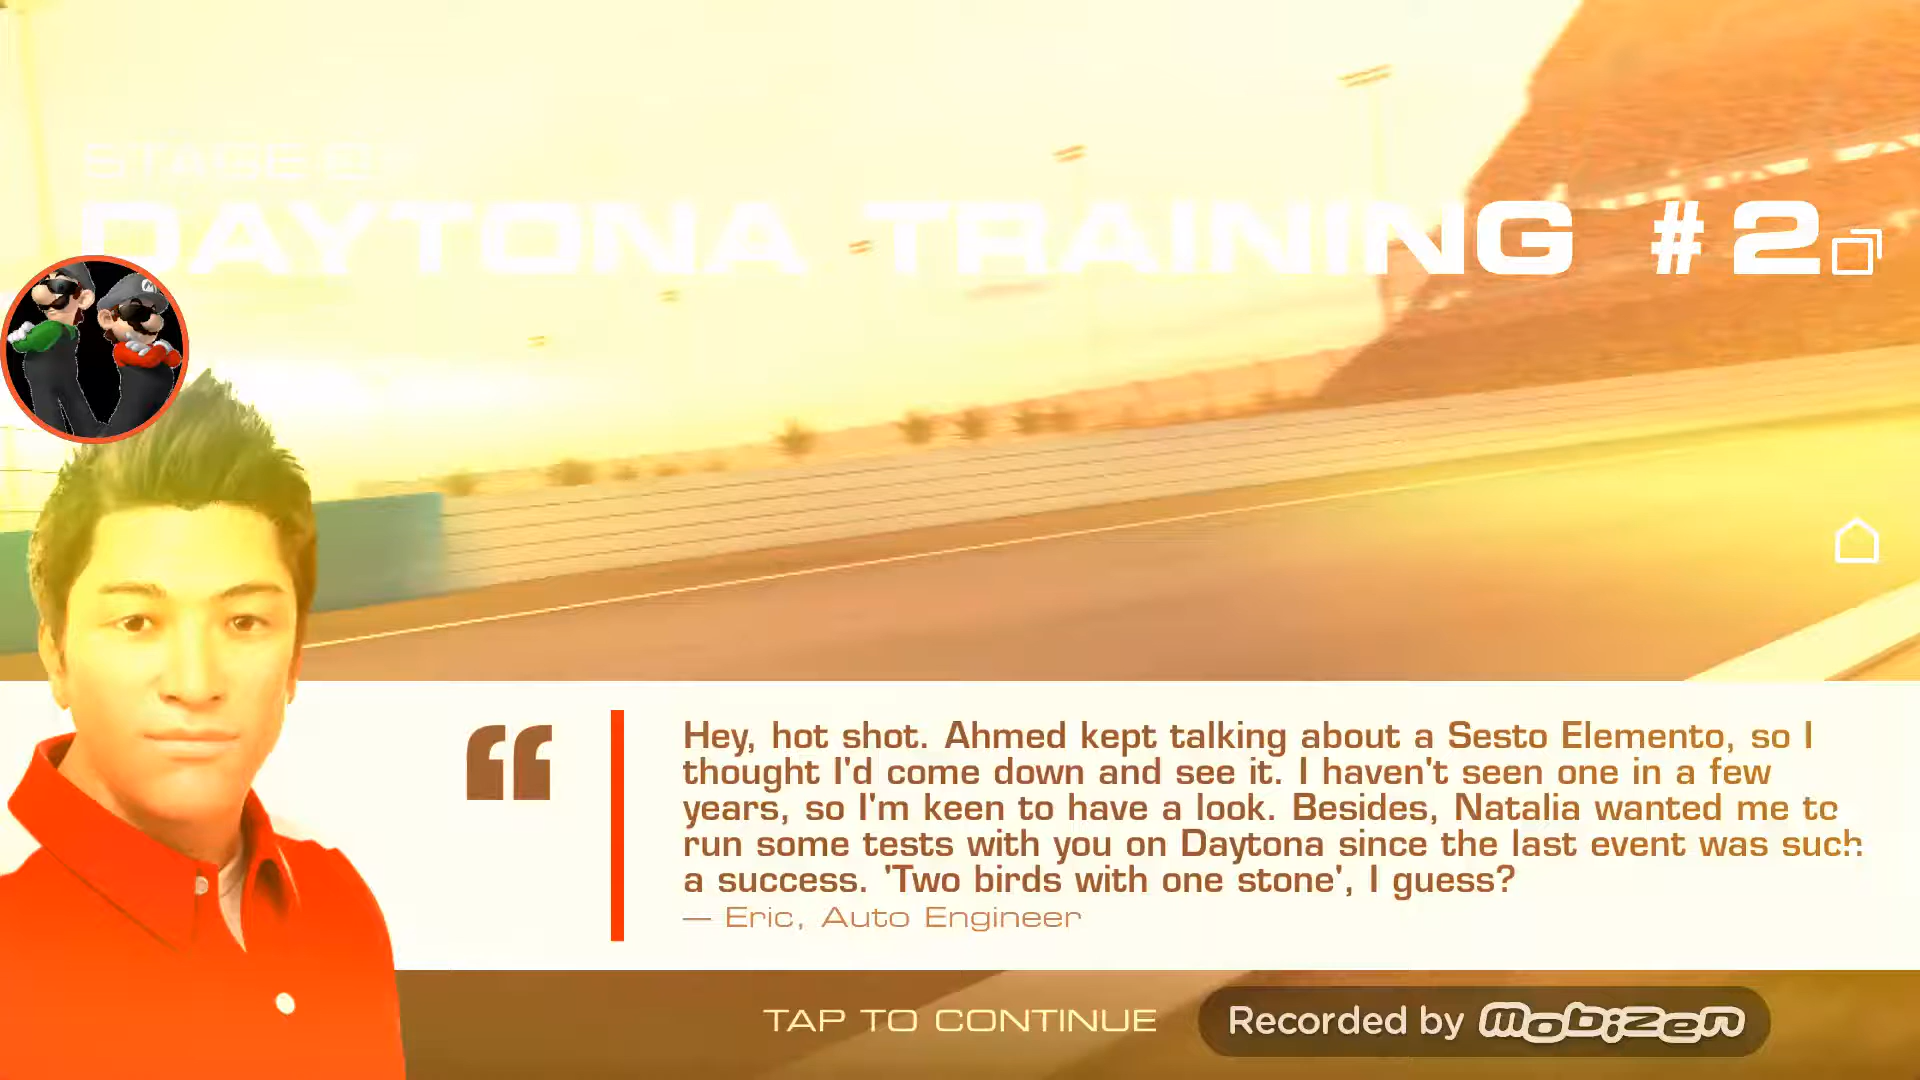 STAGE
DAYTONA TRAINING #2
Hey, hot shot. Ahmed kept talking about a Sesto Elemento, so I
thought I'd come down and see it. I haven't seen one in a few
years, so I'm keen to have a look. Besides, Natalia wanted me to
run some tests with you on Daytona since the last event was such
a success. 'Two birds with one stone', I guess?
— Eric, Auto Engineer
TAP TO CONTINUE
Recorded by mobizen